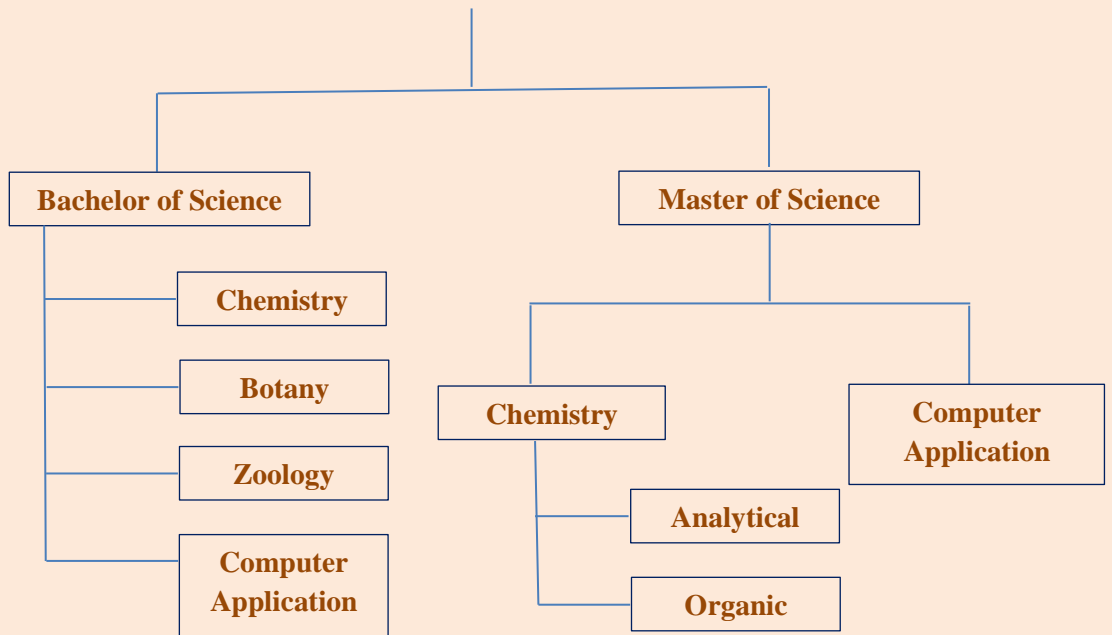 Bachelor of Science
Master of Science
Chemistry
Botany
Zoology
Computer
Application
Chemistry
Computer
Application
Analytical
Organic